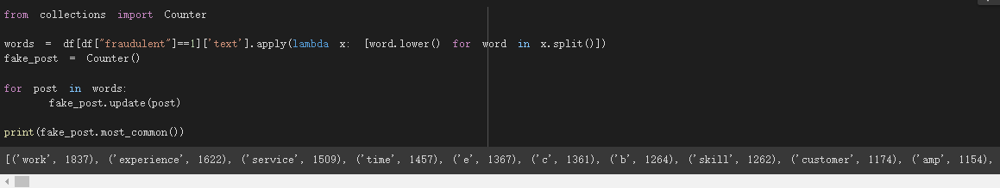 from collections import Counter
words = df[df["fraudulent"]==1]['text'].apply(lambda x: [word.lower() for word in x.split()])
fake_post = Counter()
for post in words:
fake_post.update(post)
print(fake_post.most_common())
[('work', 1837), ('experience', 1622), ('service', 1509), ('time', 1457), ('e', 1367), ('c', 1361), ('b', 1264), ('skill', 1262), ('customer', 1174), ('amp', 1154),